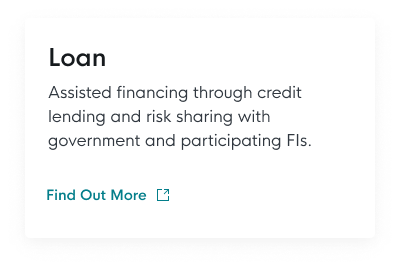 Loan
Assisted financing through credit
lending and risk sharing with
government and participating FIs.
Find Out More